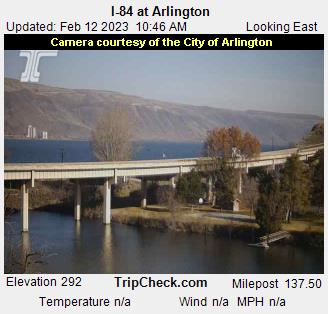 I-84 at Arlington
Updated: Feb 12 2023 10:46 AM Looking East
Camera courtesy of the City of Arlington
Elevation 292 TripCheck.com Milepost 137.50
Temperature n/a Wind n/a MPH n/a